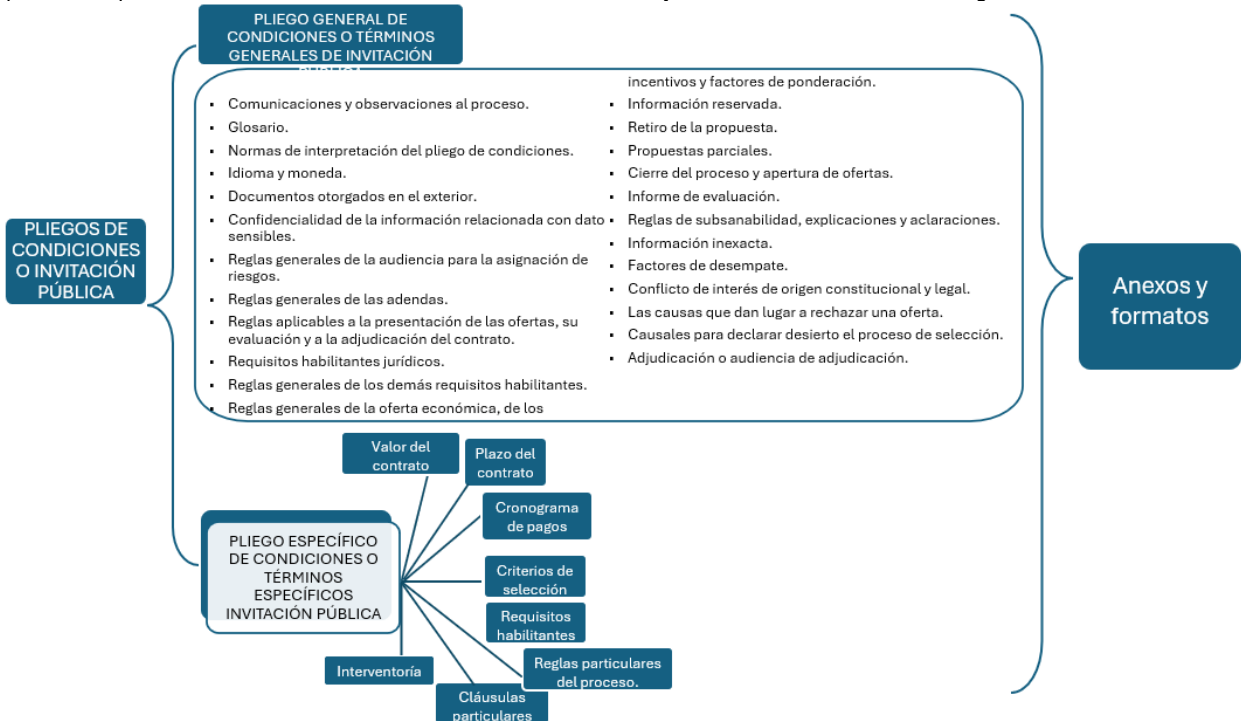 PLIEGO GENERAL DE
CONDICIONES O TÉRMINOS
GENERALES DE INVITACIÓN
▪ Comunicaciones y observaciones al proceso.
▪ Glosario.
▪ Normas de interpretación del pliego de condiciones.
▪ Idioma y moneda.
▪ Documentos otorgados en el exterior.
▪ Confidencialidad de la información relacionada con dato
sensibles.
▪ Reglas generales de la audiencia para la asignación de
riesgos.
▪ Reglas generales de las adendas.
▪ Reglas aplicables a la presentación de las ofertas, su
evaluación y a la adjudicación del contrato.
▪ Requisitos habilitantes jurídicos.
▪ Reglas generales de los demás requisitos habilitantes.
▪ Reglas generales de la oferta económica, de los
incentivos y factores de ponderación.
▪ Información reservada.
▪ Retiro de la propuesta.
▪ Propuestas parciales.
▪ Cierre del proceso y apertura de ofertas.
▪ Informe de evaluación.
▪ Reglas de subsanabilidad, explicaciones y aclaraciones.
▪ Información inexacta.
▪ Factores de desempate.
▪ Conflicto de interés de origen constitucional y legal.
▪ Las causas que dan lugar a rechazar una oferta.
▪ Causales para declarar desierto el proceso de selección.
▪ Adjudicación o audiencia de adjudicación.
PLIEGOS DE
CONDICIONES
O INVITACIÓN
PÚBLICA
Anexos y
formatos
PLIEGO ESPECÍFICO
DE CONDICIONES O
TÉRMINOS
ESPECÍFICOS
INVITACIÓN PÚBLICA
Valor del
contrato
Plazo del
contrato
Cronograma
de pagos
Criterios de
selección
Requisitos
habilitantes
Reglas particulares
del proceso.
Cláusulas
particulares
Interventoría